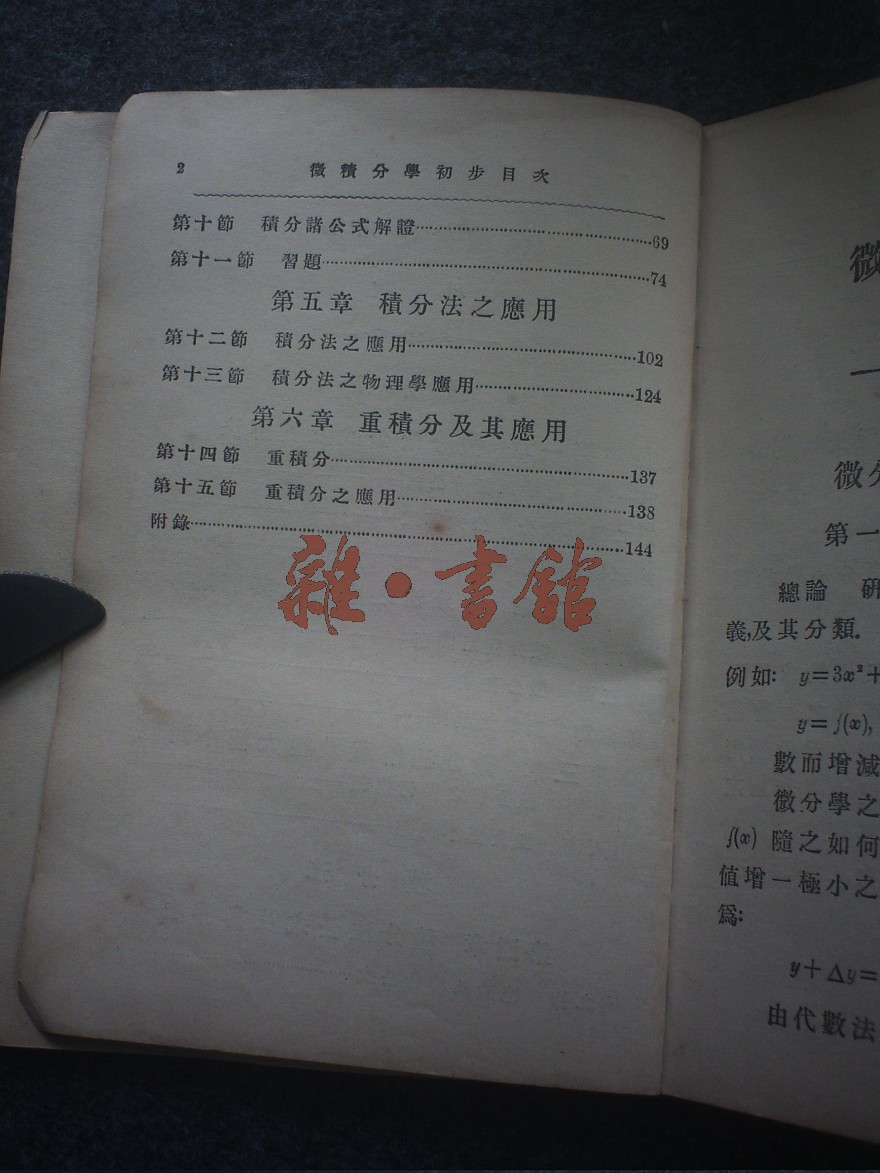 2 微積分學初步目次
第十節 積分諸公式解證……69
第十一節 習題……74
第五章 積分法之應用
第十二節 積分法之應用……102
第十三節 積分法之物理學應用……124
第六章 重積分及其應用
第十四節 重積分……137
第十五節 重積分之應用……138
附錄……144
雜·書館
微
微分
第一
總論 研
義,及其分類.
例如: y=3x²+
y=f(x),
數而增減
微分學之
f(x) 隨之如何
值增一極小之
爲:
y+Δy=
由代數法